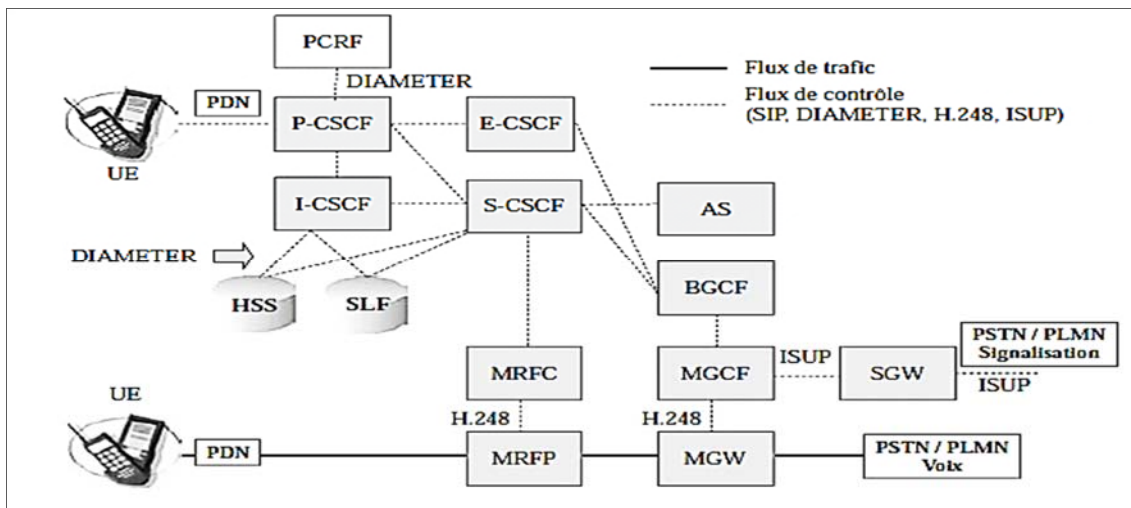 PCRF
DIAMETER
Flux de trafic
Flux de contrôle
(SIP, DIAMETER, H.248, ISUP)
PDN
P-CSCF
E-CSCF
UE
I-CSCF
S-CSCF
AS
DIAMETER
HSS
SLF
BGCF
PSTN / PLMN
Signalisation
MRFC
MGCF
ISUP
SGW
ISUP
UE
H.248
H.248
PDN
MRFP
MGW
PSTN / PLMN
Voix